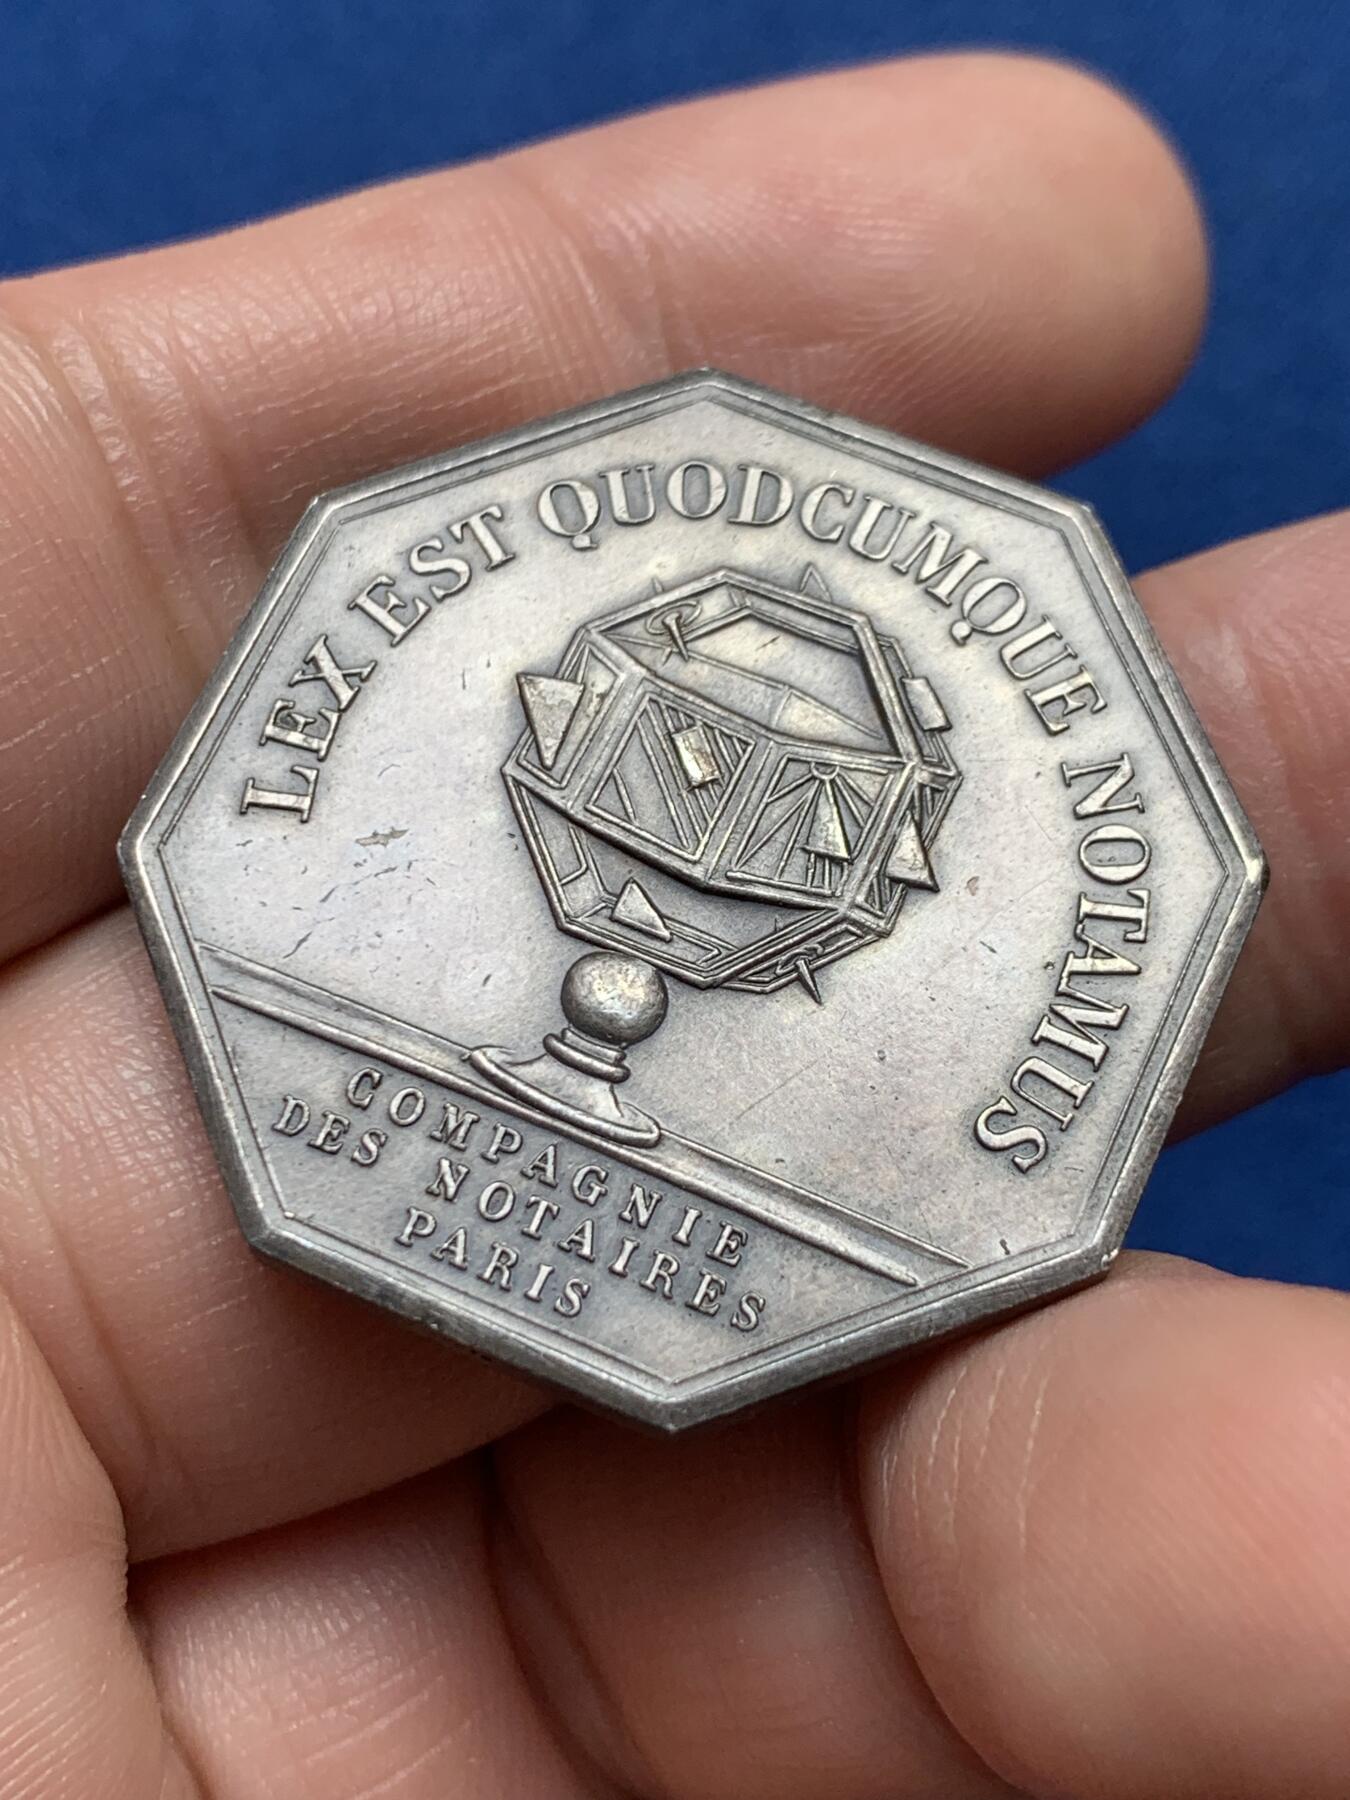 LEX EST QUODCUMQUE NOTAMUS
COMPAGNIE
DES NOTAIRES
PARIS